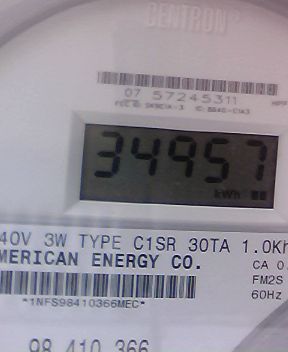 CENTRON
07 57245311
34957
kWh
40V 3W TYPE C1SR 30TA 1.0Kh
MERICAN ENERGY CO.
CA 0.
FM2S
60Hz
*1NFS98410366MEC*
98 410 366